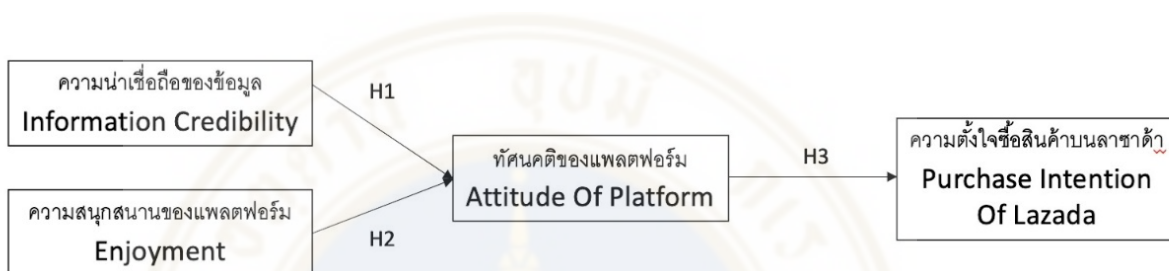 ความน่าเชื่อถือของข้อมูล
Information Credibility
H1
ความสนุกสนานของแพลตฟอร์ม
Enjoyment
H2
ทัศนคติของแพลตฟอร์ม
Attitude Of Platform
H3
ความตั้งใจซื้อสินค้าบนลาซาด้า
Purchase Intention
Of Lazada